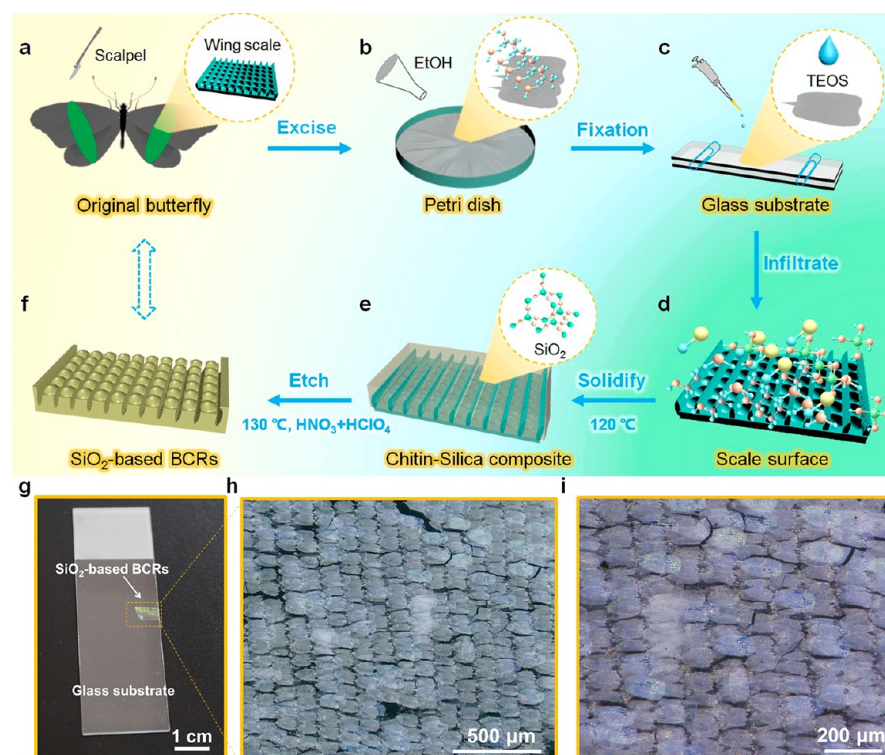 a
Scalpel
Wing scale
Original butterfly
Excise
b
EtOH
Petri dish
Fixation
c
TEOS
Glass substrate
Infiltrate
d
Scale surface
Solidify
120 ℃
e
SiO₂
Chitin-Silica composite
Etch
130 ℃, HNO₃+HClO₄
f
SiO₂-based BCRs
g
SiO₂-based BCRs
Glass substrate
1 cm
h
500 μm
i
200 μm